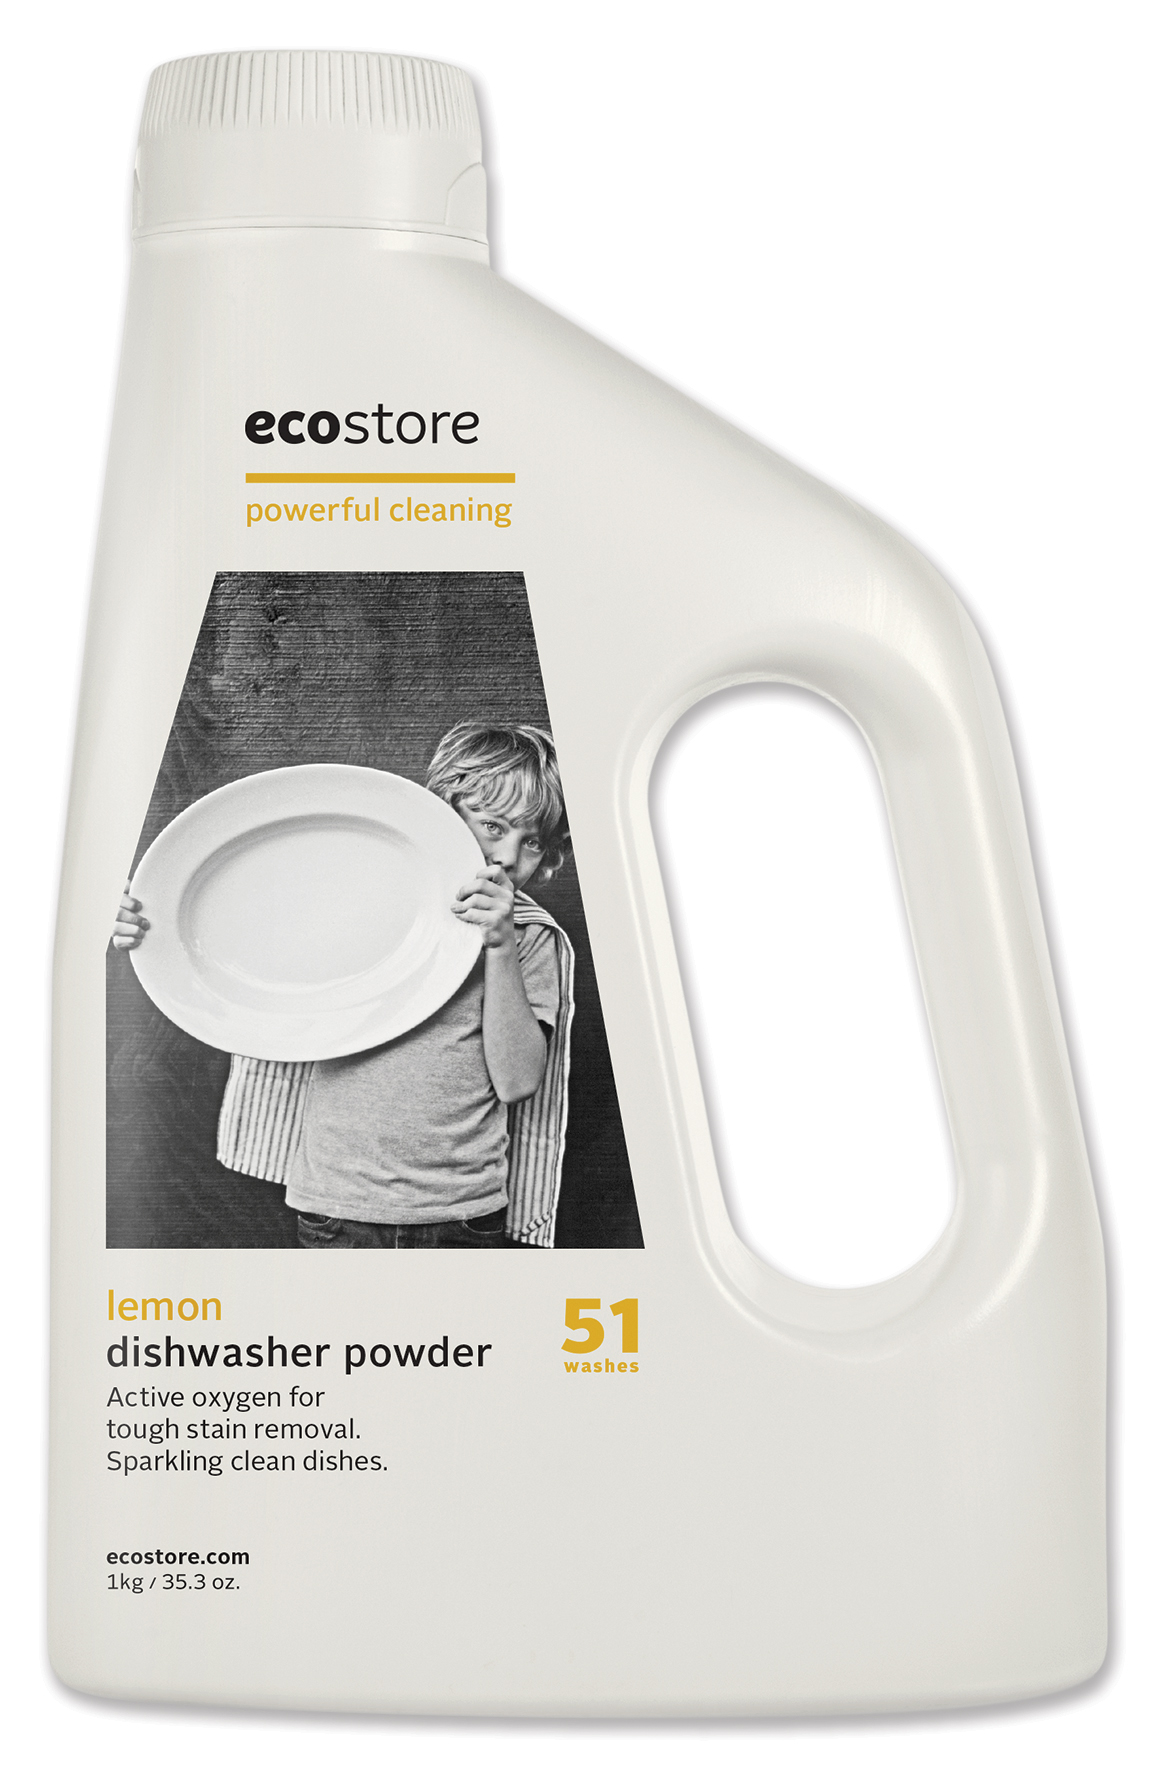 ecostore
powerful cleaning
lemon
dishwasher powder
51
washes
Active oxygen for
tough stain removal.
Sparkling clean dishes.
ecostore.com
1kg / 35.3 oz.